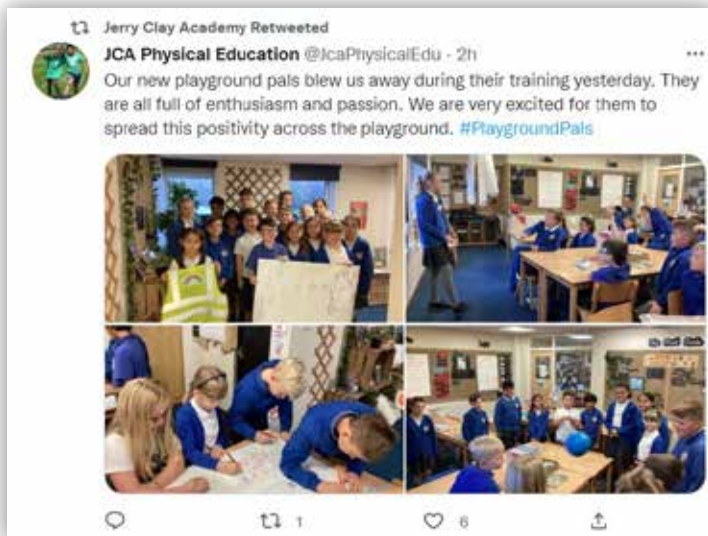 Jerry Clay Academy Retweeted
JCA Physical Education @JcaPhysicalEdu · 2h
Our new playground pals blew us away during their training yesterday. They
are all full of enthusiasm and passion. We are very excited for them to
spread this positivity across the playground. #PlaygroundPals
1
6